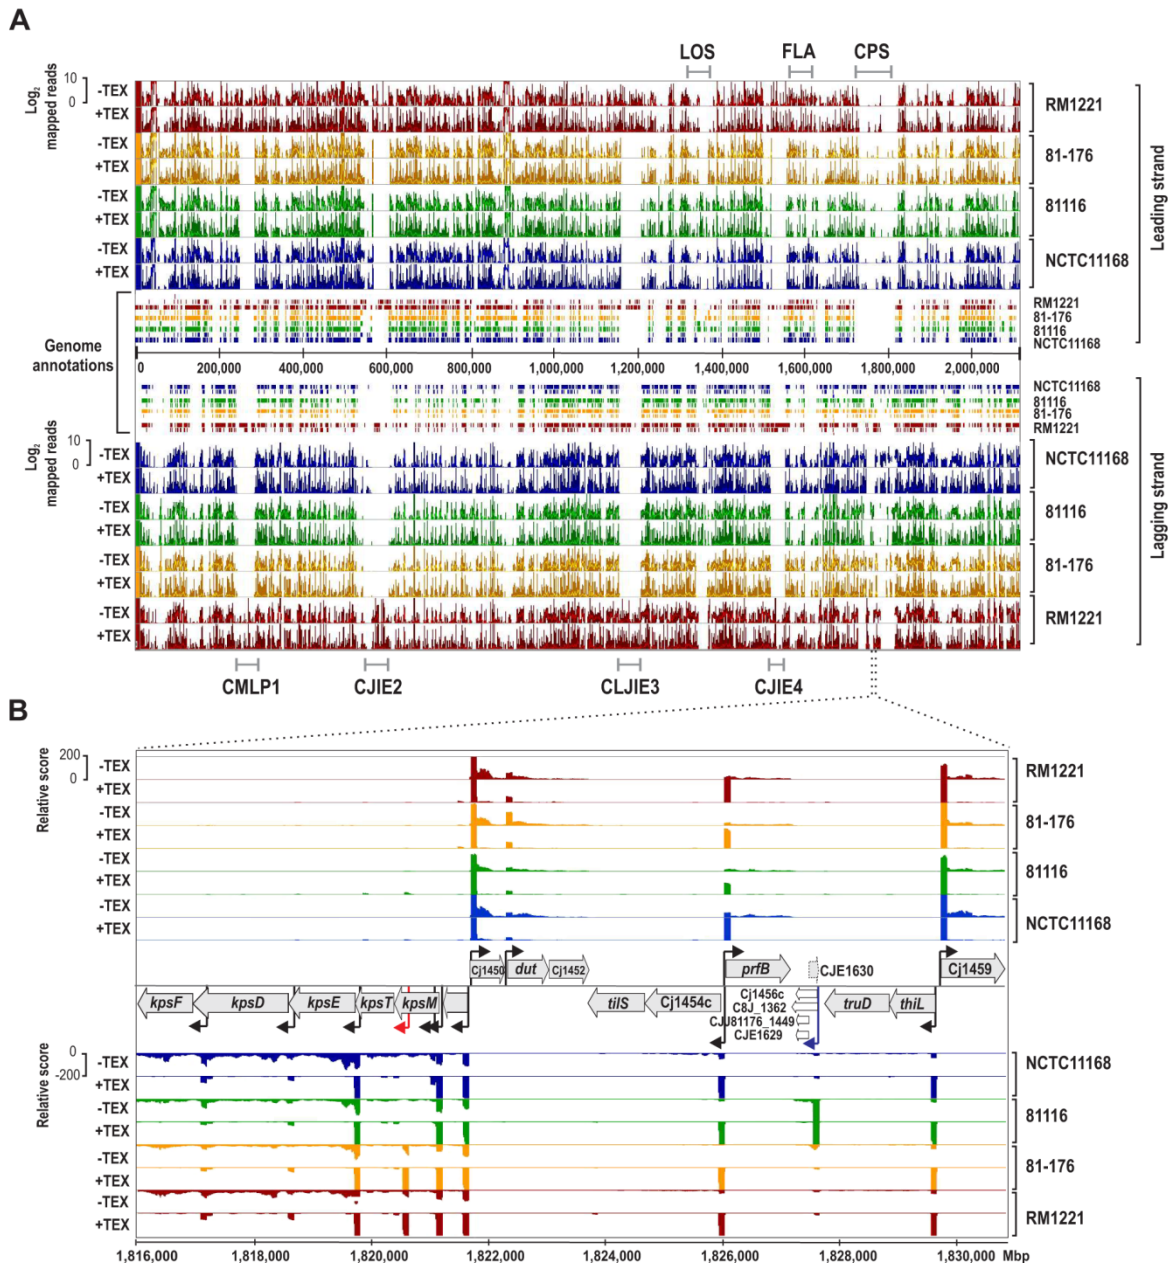 A
LOS FLA CPS
Log2 mapped reads
10
0
-TEX
+TEX
RM1221
-TEX
+TEX
81-176
-TEX
+TEX
81116
-TEX
+TEX
NCTC11168
Leading strand
Genome annotations
RM1221
81-176
81116
NCTC11168
0 200,000 400,000 600,000 800,000 1,000,000 1,200,000 1,400,000 1,600,000 1,800,000 2,000,000
NCTC11168
81116
81-176
RM1221
Log2 mapped reads
10
0
-TEX
+TEX
NCTC11168
-TEX
+TEX
81116
-TEX
+TEX
81-176
-TEX
+TEX
RM1221
Lagging strand
CMLP1 CJIE2 CLJIE3 CJIE4
B
Relative score
200
0
-TEX
+TEX
RM1221
-TEX
+TEX
81-176
-TEX
+TEX
81116
-TEX
+TEX
NCTC11168
Cj1450 dut Cj1452 prfB CJE1630 Cj1459
kpsF kpsD kpsE kpsT kpsM tilS Cj1454c
Cj1456c
C8J_1362
CJJ81176_1449
CJE1629
truD thiL
Relative score
0
-200
-TEX
+TEX
NCTC11168
-TEX
+TEX
81116
-TEX
+TEX
81-176
-TEX
+TEX
RM1221
1,816,000 1,818,000 1,820,000 1,822,000 1,824,000 1,826,000 1,828,000 1,830,000 Mbp